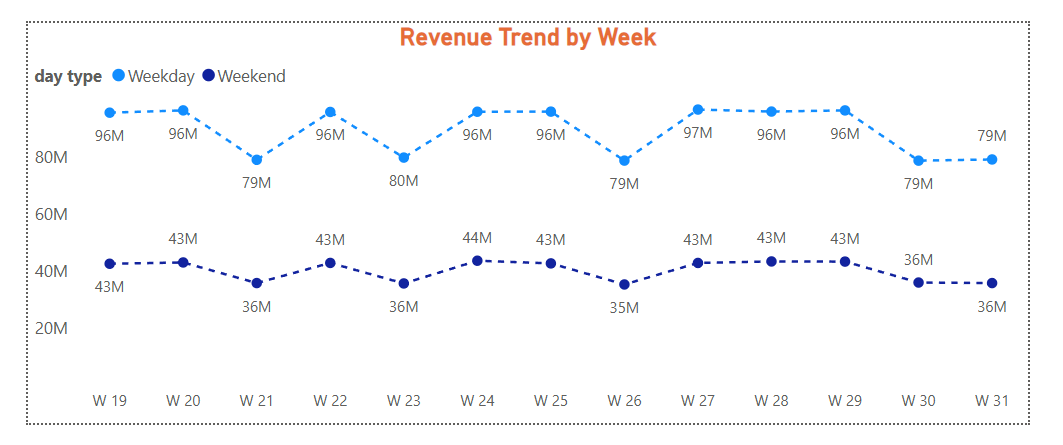 Revenue Trend by Week
day type Weekday Weekend
96M 96M 96M 96M 96M 97M 96M 96M 79M
80M
79M 80M 79M 79M
60M
43M 43M 44M 43M 43M 43M 43M
40M
43M 36M
36M 36M 35M 36M
20M
W 19 W 20 W 21 W 22 W 23 W 24 W 25 W 26 W 27 W 28 W 29 W 30 W 31